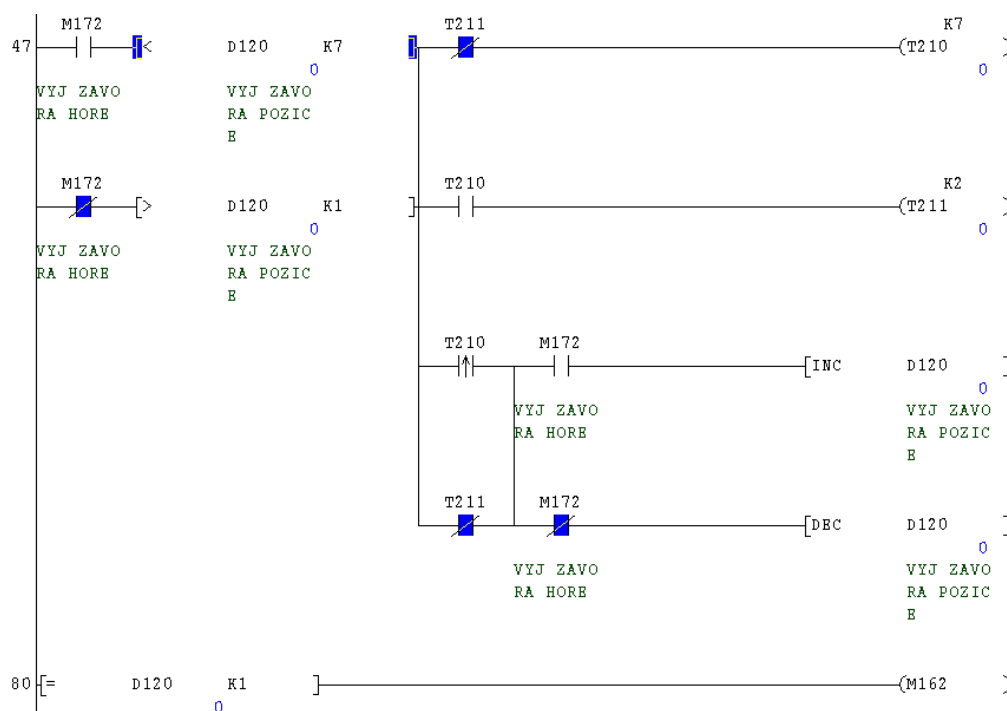 M172 T211 K7
47 [< D120 K7 ] (T210 )
0 0
VYJ ZAVO VYJ ZAVO
RA HORE RA POZIC
E
M172 T210 K2
[> D120 K1 ] (T211 )
0 0
VYJ ZAVO VYJ ZAVO
RA HORE RA POZIC
E
T210 M172
[INC D120 ]
0
VYJ ZAVO VYJ ZAVO
RA HORE RA POZIC
E
T211 M172
[DEC D120 ]
0
VYJ ZAVO VYJ ZAVO
RA HORE RA POZIC
E
80 [= D120 K1 ] (M162 )
0